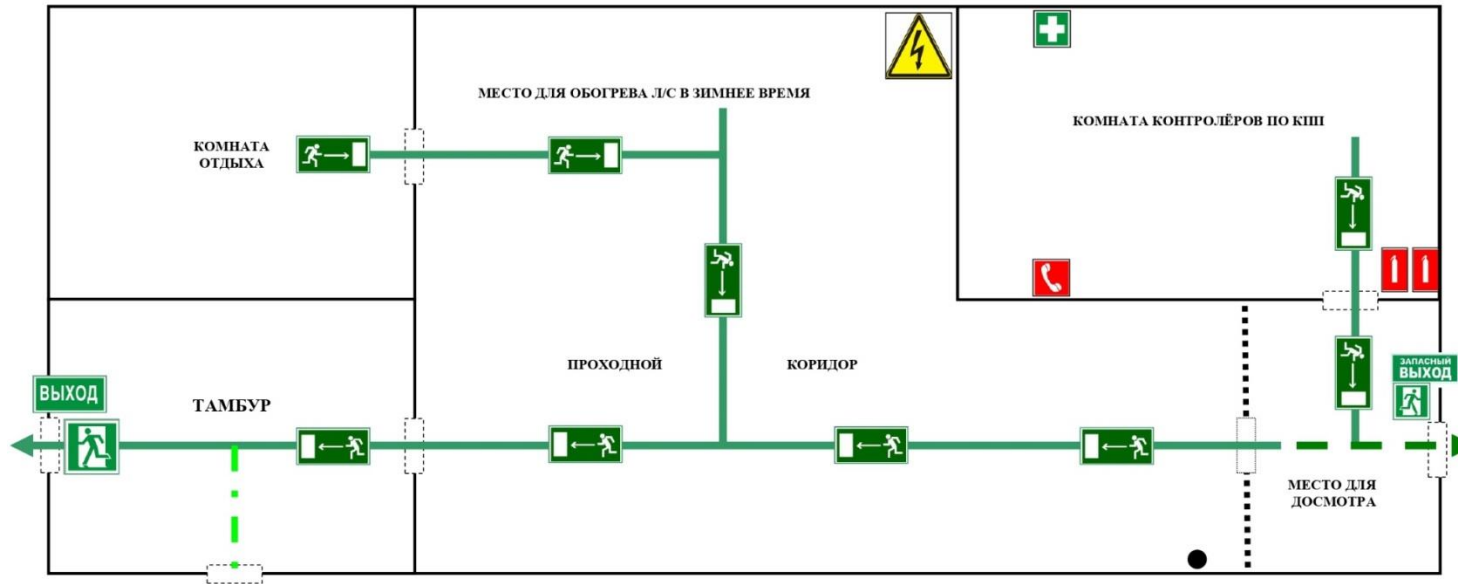 МЕСТО ДЛЯ ОБОГРЕВА Л/С В ЗИМНЕЕ ВРЕМЯ
КОМНАТА КОНТРОЛЁРОВ ПО КПП
КОМНАТА
ОТДЫХА
ПРОХОДНОЙ
КОРИДОР
ЗАПАСНЫЙ
ВЫХОД
ВЫХОД
ТАМБУР
МЕСТО ДЛЯ
ДОСМОТРА